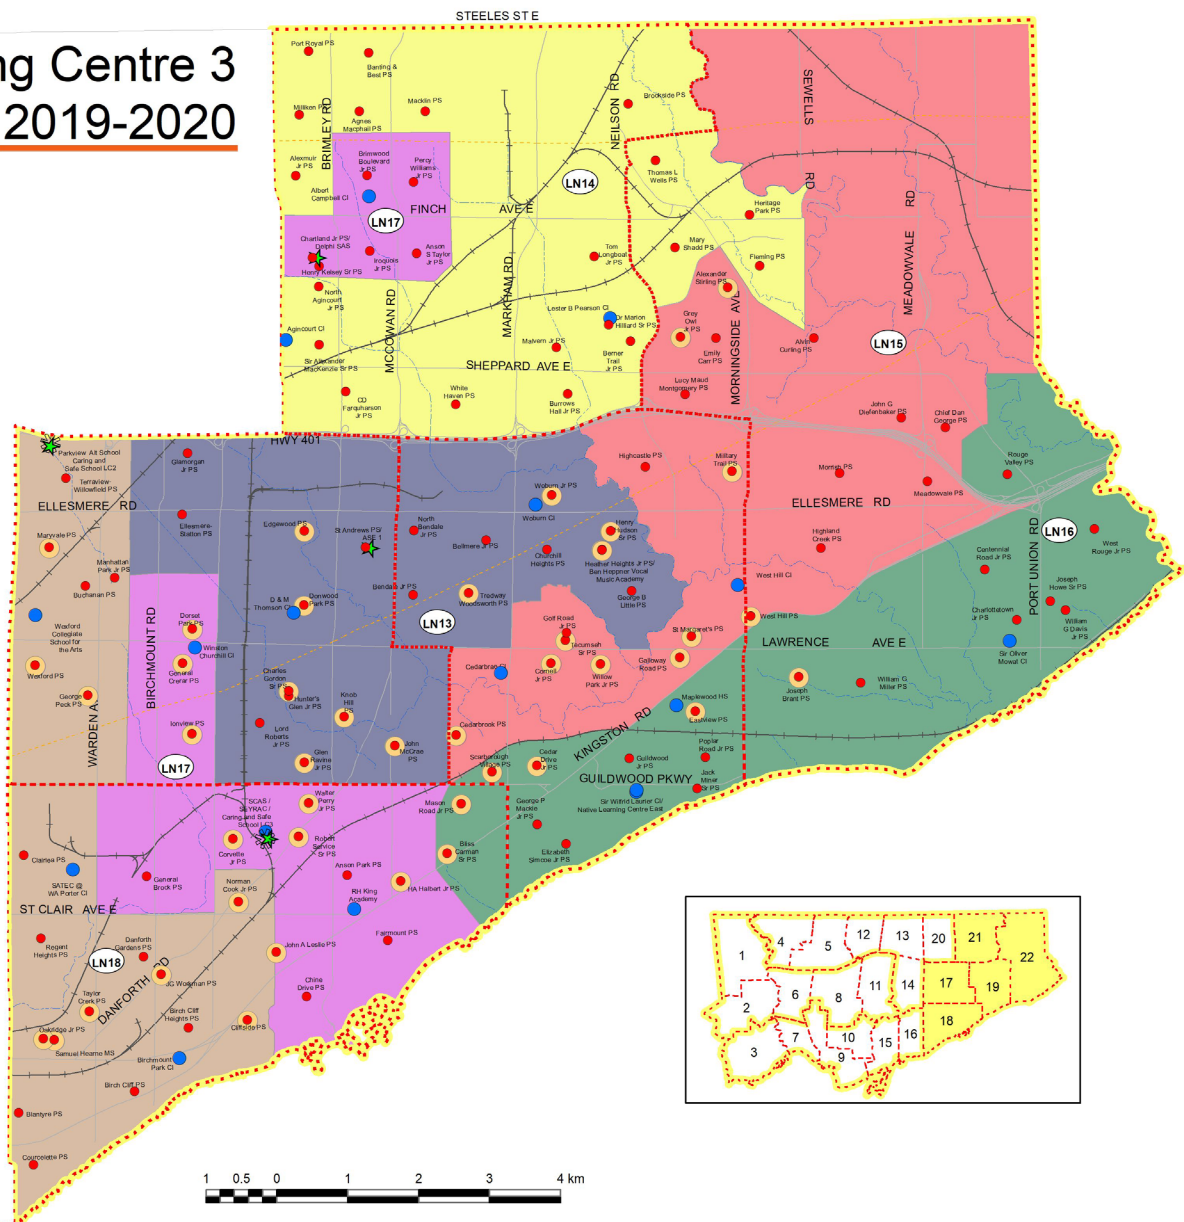 STEELES ST E
ng Centre 3
2019-2020
Port Royal PS
Banting &
Best PS
Milliken PS
Agnes
Macphail PS
Macklin PS
BRIMLEY RD
NEILSON RD
Brookside PS
SEWELLS
RD
Alexmuir
Jr PS
Brimwood
Boulevard
Jr PS
Percy
Williams
Jr PS
Albert
Campbell CI
LN17
FINCH
AVE E
LN14
Thomas L
Wells PS
Heritage
Park PS
MEADOWVALE
RD
Chartland Jr PS/
Delphi SAS
Henry Kelsey Sr PS
Iroquois
Jr PS
Anson
S Taylor
Jr PS
Tom
Longboat
Jr PS
Mary
Shadd PS
Fleming PS
North
Agincourt
Jr PS
MCCOWAN RD
MARKHAM RD
Alexander
Stirling PS
Agincourt CI
Sir Alexander
MacKenzie Sr PS
Lester B Pearson CI
Dr Marion
Hilliard Sr PS
Malvern Jr PS
Berner
Trail
Jr PS
Grey
Owl
Jr PS
Emily
Carr PS
MORNINGSIDE AVE
Alvin
Curling PS
LN15
SHEPPARD AVE E
CD
Farquharson
Jr PS
White
Haven PS
Burrows
Hall Jr PS
Lucy Maud
Montgomery PS
John G
Diefenbaker PS
Chief Dan
George PS
HWY 401
Parkview Alt School
Caring and
Safe School LC2
Terraview-
Willowfield PS
Glamorgan
Jr PS
Highcastle PS
Military
Trail PS
Morrish PS
Meadowvale PS
Rouge
Valley PS
ELLESMERE RD
Ellesmere-
Statton PS
Edgewood PS
St Andrews PS/
ASE 1
North
Bendale
Jr PS
Woburn Jr PS
Woburn CI
Bellmere Jr PS
Churchill
Heights PS
Henry
Hudson
Sr PS
Heather Heights Jr PS/
Ben Heppner Vocal
Music Academy
George B
Little PS
ELLESMERE RD
Highland
Creek PS
LN16
West
Rouge Jr PS
Maryvale PS
Manhattan
Park Jr PS
Buchanan PS
Wexford
Collegiate
School for
the Arts
BIRCHMOUNT RD
Dorset
Park PS
Winston
Churchill CI
General
Crerar PS
D. & M
Thomson CI
Donwood
Park PS
Bendale Jr PS
LN13
Tredway
Woodsworth PS
West Hill CI
West Hill PS
Centennial
Road Jr PS
PORT UNION RD
Joseph
Howe Sr PS
William
G Davis
Jr PS
Charlottetown
Jr PS
Sir Oliver
Mowat CI
LAWRENCE
AVE E
Wexford PS
George
Peck PS
WARDEN A
Ionview PS
LN17
Charles
Gordon
Sr PS
Hunter's
Glen Jr PS
Lord
Roberts
Jr PS
Knob
Hill
PS
Glen
Ravine
Jr PS
John
McCrae
PS
Cedarbrae CI
Golf Road
Jr PS
Tecumseh
Sr PS
Cornell
Jr PS
Willow
Park Jr PS
St Margaret's PS
Galloway
Road PS
Joseph
Brant PS
William G
Miller PS
Maplewood HS
Eastview PS
Cedarbrook PS
KINGSTON RD
Poplar
Road Jr PS
Scarborough
Village PS
Cedar
Drive
Jr PS
Guildwood
Jr PS
GUILDWOOD PKWY
Jack
Miner
Sr PS
Sir Wilfrid Laurier CI/
Native Learning Centre East
George P
Mackie
Jr PS
Elizabeth
Simcoe Jr PS
SCAS /
SEYRAC /
Caring and Safe
School LC3
Walter
Perry
Jr PS
Mason
Road Jr PS
Corvette
Jr PS
Robert
Service
Sr PS
Bliss
Carman
Sr PS
Clairlea PS
SATEC @
WA Porter CI
General
Brock PS
Norman
Cook Jr PS
Anson Park PS
HA Halbert Jr PS
RH King
Academy
ST CLAIR AVE E
Regent
Heights PS
LN18
Danforth
Gardens PS
John A Leslie PS
Fairmount PS
DANFORTH RD
JG Workman PS
Chine
Drive PS
Taylor
Creek PS
Oakridge Jr PS
Samuel Hearne MS
Birch Cliff
Heights PS
Cliffside PS
Birchmount
Park CI
Birch Cliff PS
Blantyre PS
Courcelette PS
1 0.5 0 1 2 3 4 km
1 4 5 12 13 20 21 22
2 6 8 11 14 17 19
3 7 10 9 15 16 18